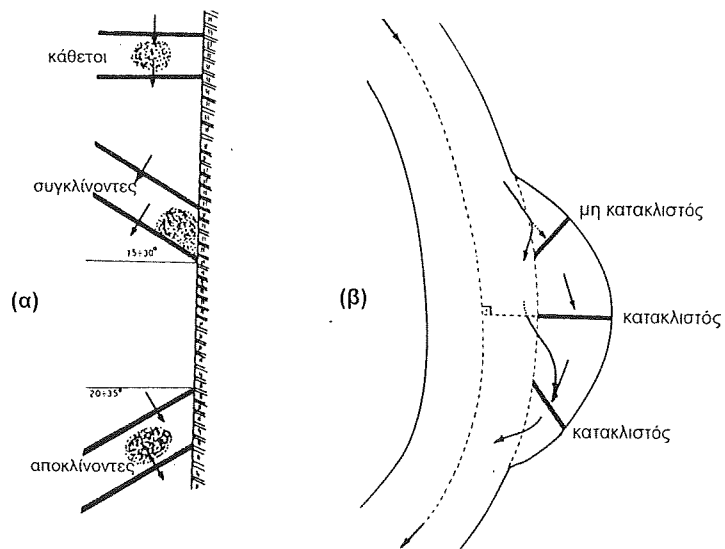 κάθετοι
συγκλίνοντες
15÷30°
(α)
20÷35°
αποκλίνοντες
μη κατακλιστός
(β)
κατακλιστός
κατακλιστός